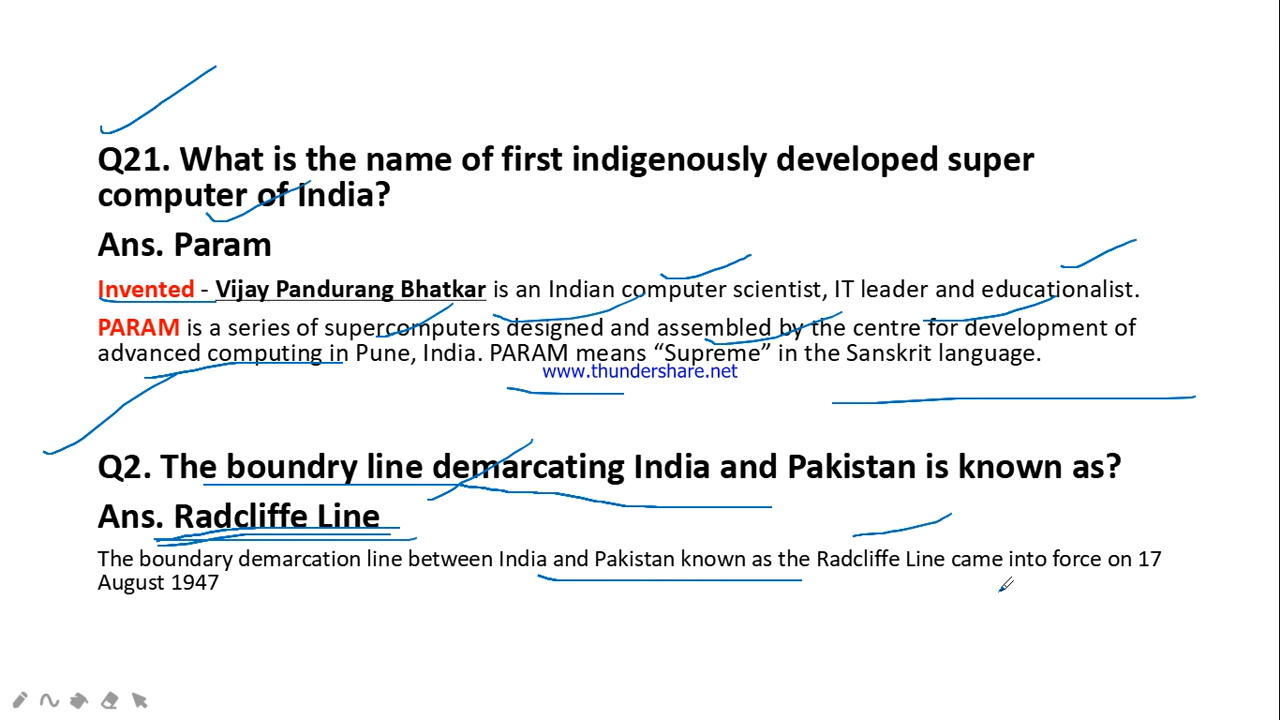 Q21. What is the name of first indigenously developed super
computer of India?
Ans. Param
Invented - Vijay Pandurang Bhatkar is an Indian computer scientist, IT leader and educationalist.
PARAM is a series of supercomputers designed and assembled by the centre for development of
advanced computing in Pune, India. PARAM means “Supreme” in the Sanskrit language.
www.thundershare.net
Q2. The boundry line demarcating India and Pakistan is known as?
Ans. Radcliffe Line
The boundary demarcation line between India and Pakistan known as the Radcliffe Line came into force on 17
August 1947